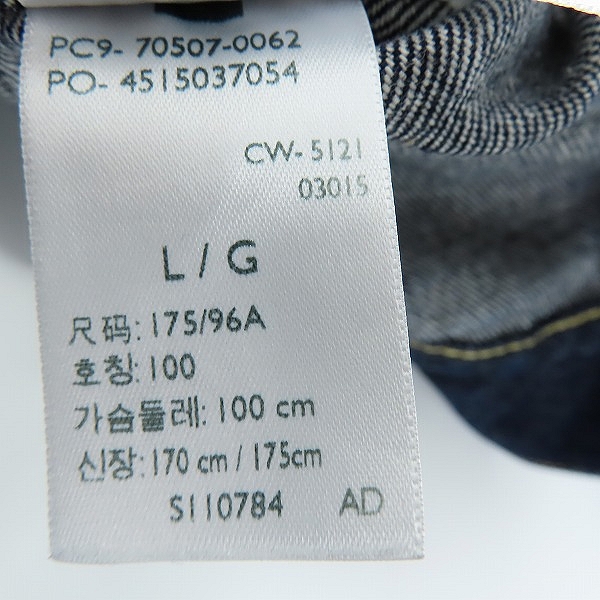 PC9- 70507-0062
PO- 4515037054
CW- 5121
03015
L / G
尺码: 175/96A
호칭: 100
가슴둘레: 100 cm
신장: 170 cm / 175cm
S110784 AD